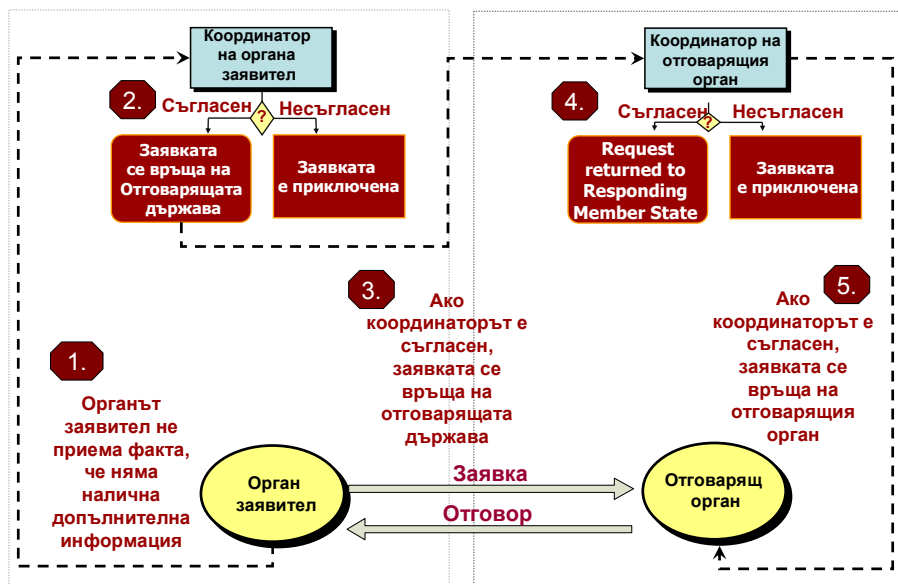 Координатор
на органа
заявител
2.
Съгласен
?
Несъгласен
Заявката
се връща на
Отговарящата
държава
Заявката
е приключена
Координатор на
отговарящия
орган
4.
Съгласен
?
Несъгласен
Request
returned to
Responding
Member State
Заявката
е приключена
3.
Ако
координаторът е
съгласен,
заявката се
връща на
отговарящата
държава
5.
Ако
координаторът е
съгласен,
заявката се
връща на
отговарящия
орган
1.
Органът
заявител не
приема факта,
че няма
налична
допълнителна
информация
Орган
заявител
Заявка
Отговор
Отговарящ
орган